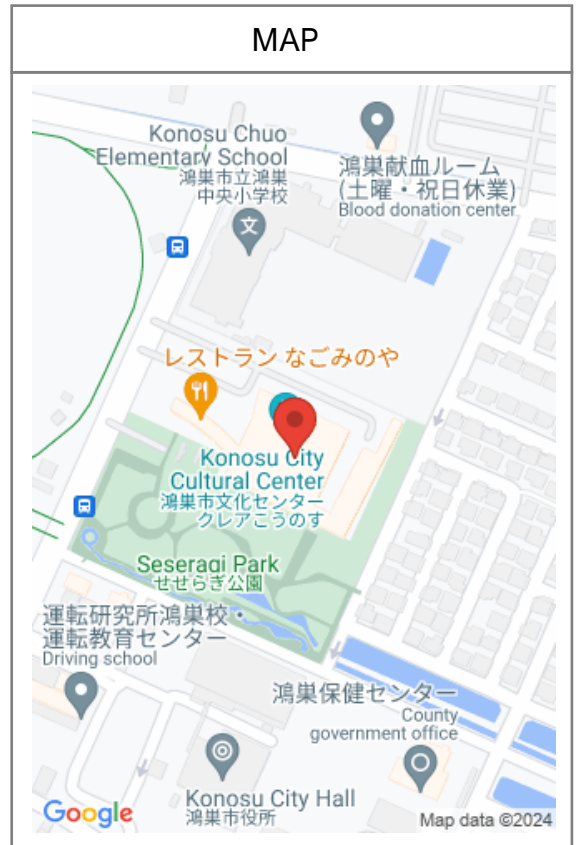 MAP
Konosu Chuo
Elementary School
鴻巣市立鴻巣
中央小学校
文
鴻巣献血ルーム
(土曜・祝日休業)
Blood donation center
レストラン なごみのや
Konosu City
Cultural Center
鴻巣市文化センター
クレアこうのす
Seseragi Park
せせらぎ公園
運転研究所鴻巣校・
運転教育センター
Driving school
鴻巣保健センター
County
government office
Konosu City Hall
鴻巣市役所
Google
Map data ©2024